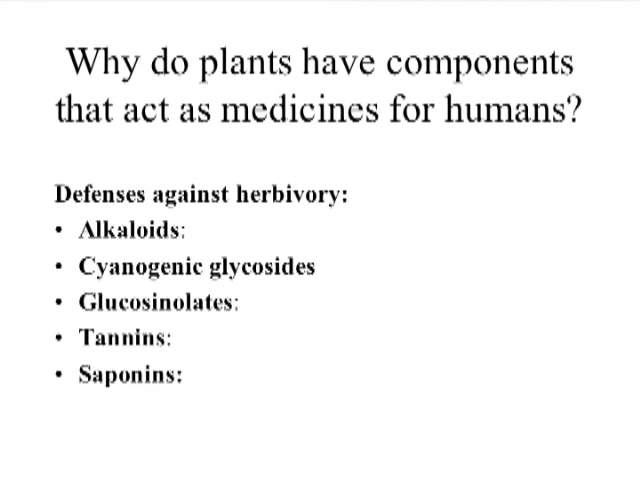 Why do plants have components
that act as medicines for humans?
Defenses against herbivory:
• Alkaloids:
• Cyanogenic glycosides
• Glucosinolates:
• Tannins:
• Saponins: